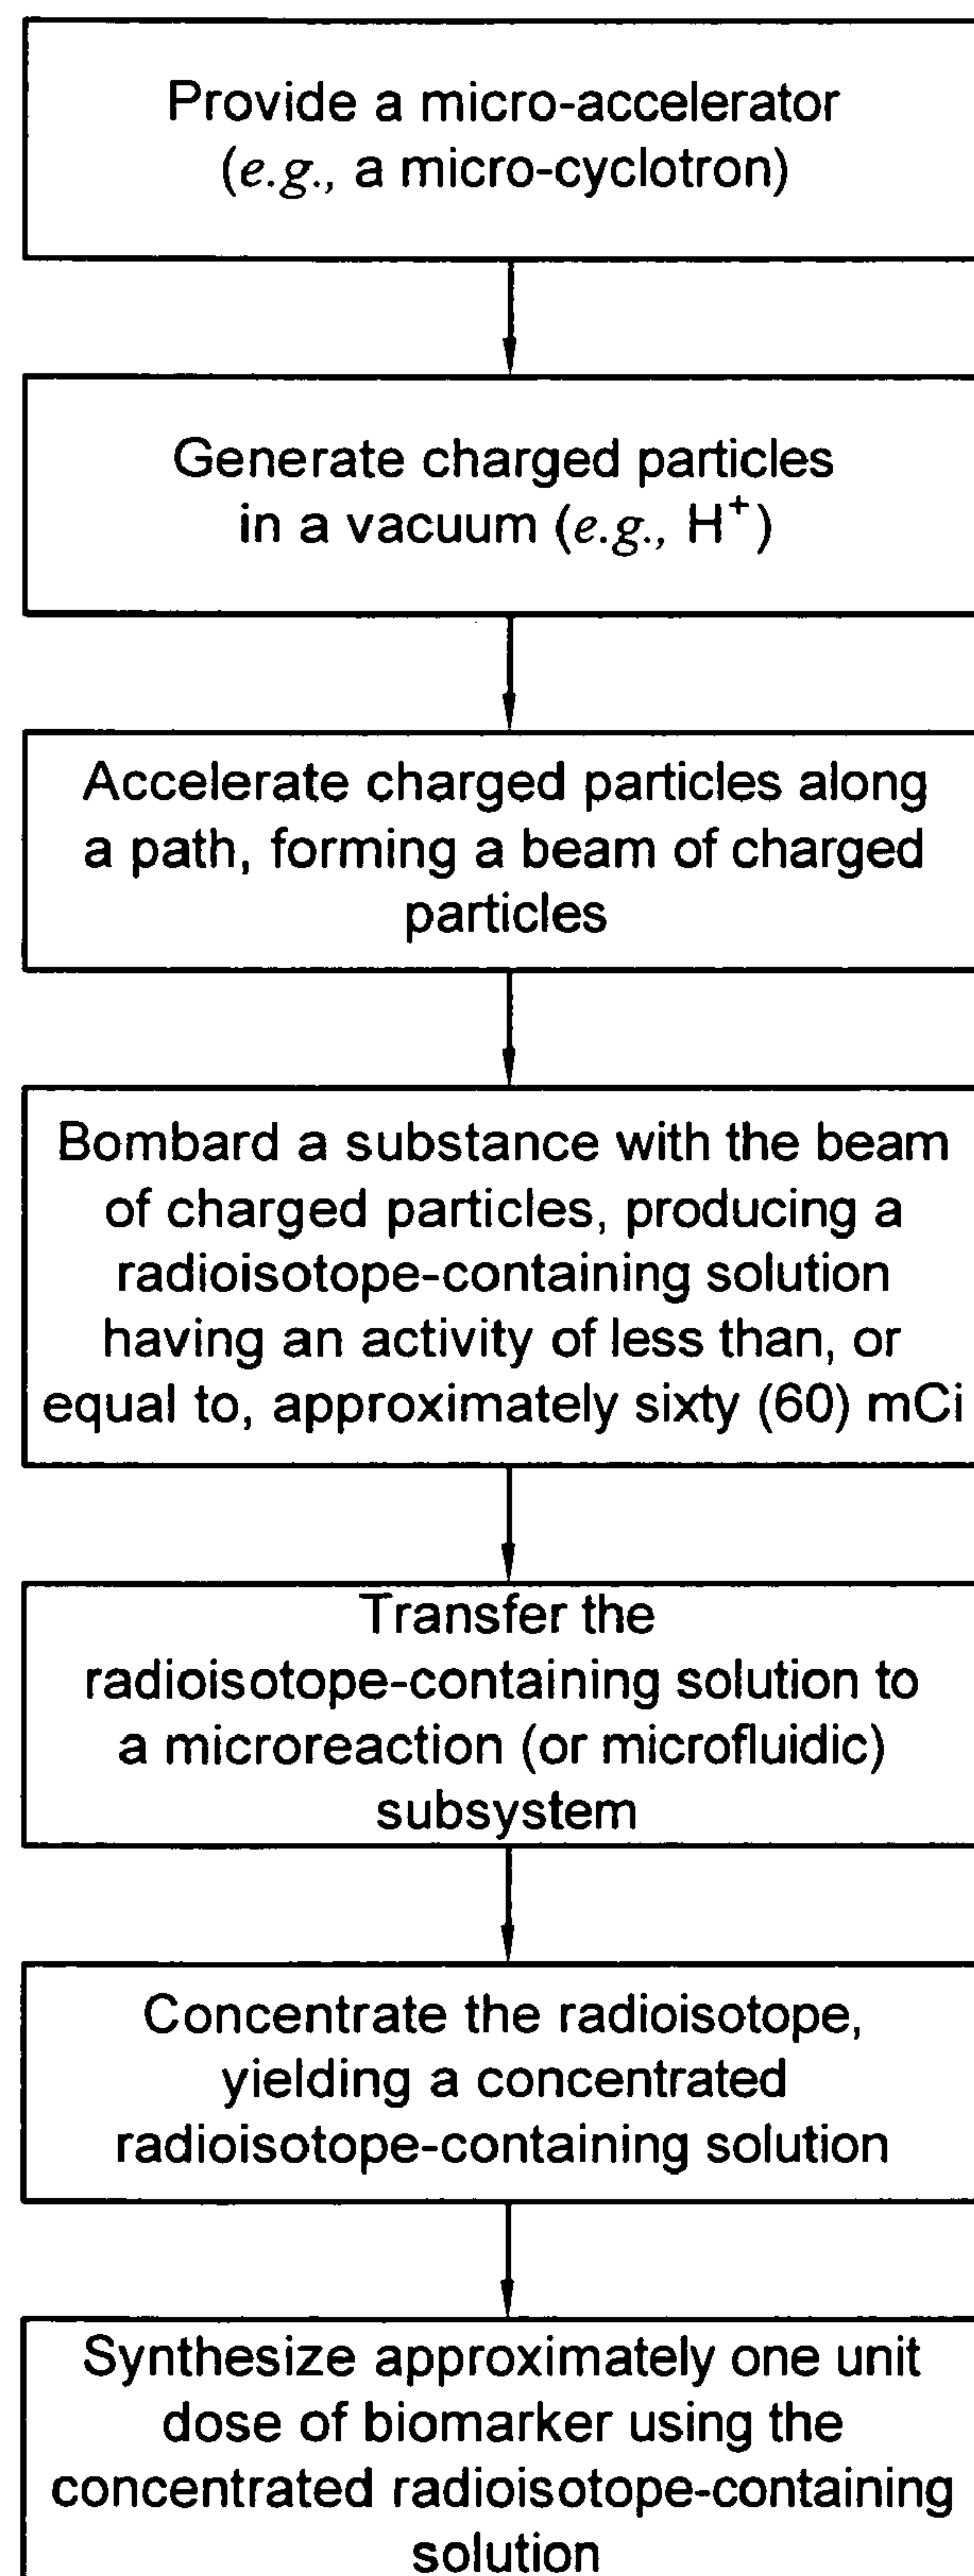 Provide a micro-accelerator
(e.g., a micro-cyclotron)
Generate charged particles
in a vacuum (e.g., H⁺)
Accelerate charged particles along
a path, forming a beam of charged
particles
Bombard a substance with the beam
of charged particles, producing a
radioisotope-containing solution
having an activity of less than, or
equal to, approximately sixty (60) mCi
Transfer the
radioisotope-containing solution to
a microreaction (or microfluidic)
subsystem
Concentrate the radioisotope,
yielding a concentrated
radioisotope-containing solution
Synthesize approximately one unit
dose of biomarker using the
concentrated radioisotope-containing
solution